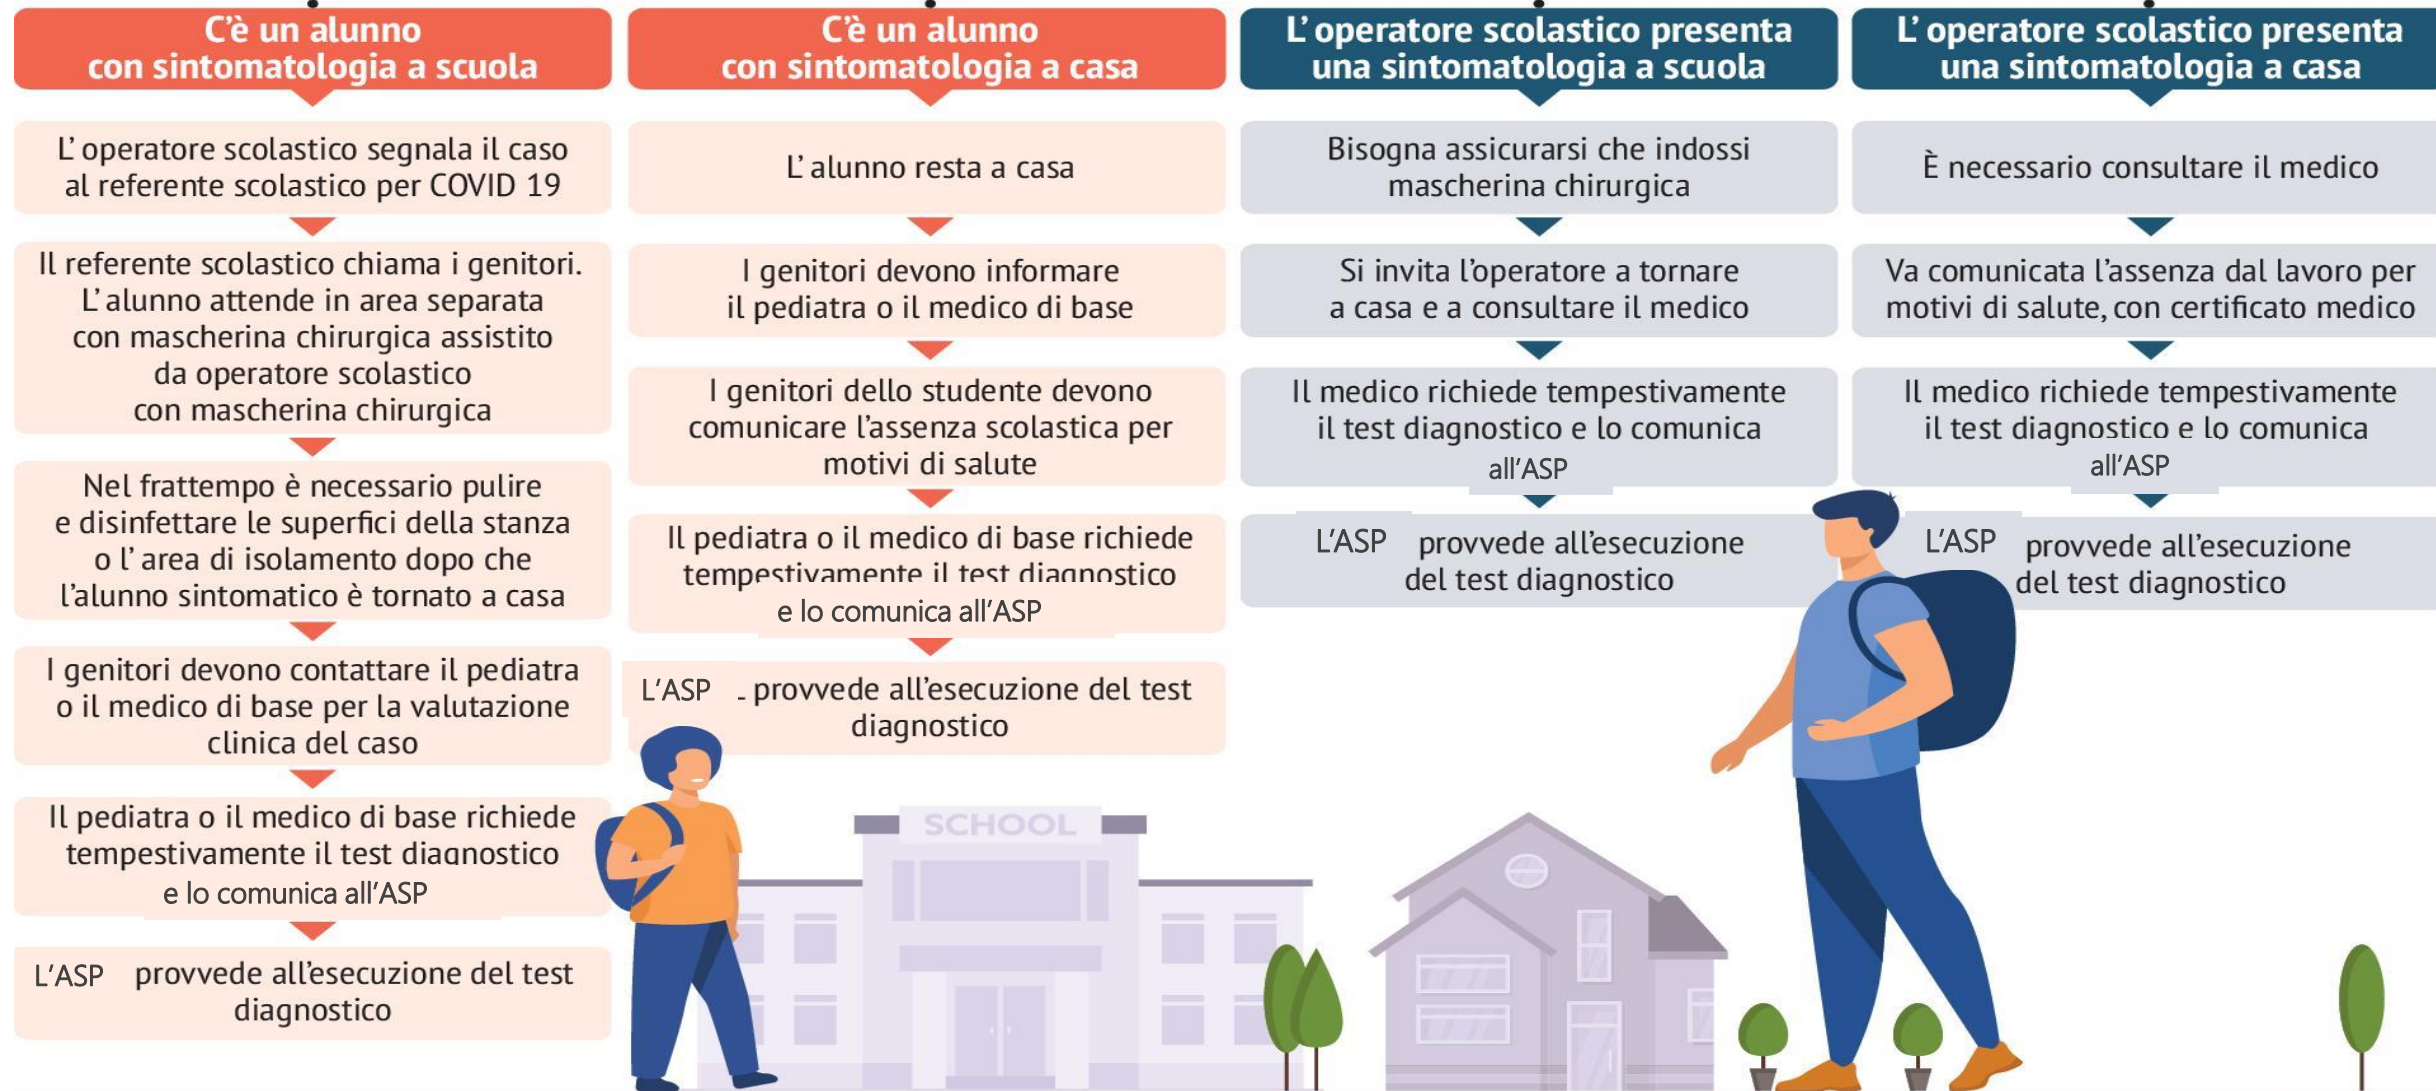 C'è un alunno
con sintomatologia a scuola
L'operatore scolastico segnala il caso
al referente scolastico per COVID 19
Il referente scolastico chiama i genitori.
L'alunno attende in area separata
con mascherina chirurgica assistito
da operatore scolastico
con mascherina chirurgica
Nel frattempo è necessario pulire
e disinfettare le superfici della stanza
o l'area di isolamento dopo che
l'alunno sintomatico è tornato a casa
I genitori devono contattare il pediatra
o il medico di base per la valutazione
clinica del caso
Il pediatra o il medico di base richiede
tempestivamente il test diagnostico
e lo comunica all'ASP
L'ASP provvede all'esecuzione del test
diagnostico
C'è un alunno
con sintomatologia a casa
L'alunno resta a casa
I genitori devono informare
il pediatra o il medico di base
I genitori dello studente devono
comunicare l'assenza scolastica per
motivi di salute
Il pediatra o il medico di base richiede
tempestivamente il test diagnostico
e lo comunica all'ASP
L'ASP provvede all'esecuzione del test
diagnostico
L'operatore scolastico presenta
una sintomatologia a scuola
Bisogna assicurarsi che indossi
mascherina chirurgica
Si invita l'operatore a tornare
a casa e a consultare il medico
Il medico richiede tempestivamente
il test diagnostico e lo comunica
all'ASP
L'ASP provvede all'esecuzione
del test diagnostico
L'operatore scolastico presenta
una sintomatologia a casa
È necessario consultare il medico
Va comunicata l'assenza dal lavoro per
motivi di salute, con certificato medico
Il medico richiede tempestivamente
il test diagnostico e lo comunica
all'ASP
L'ASP provvede all'esecuzione
del test diagnostico
SCHOOL